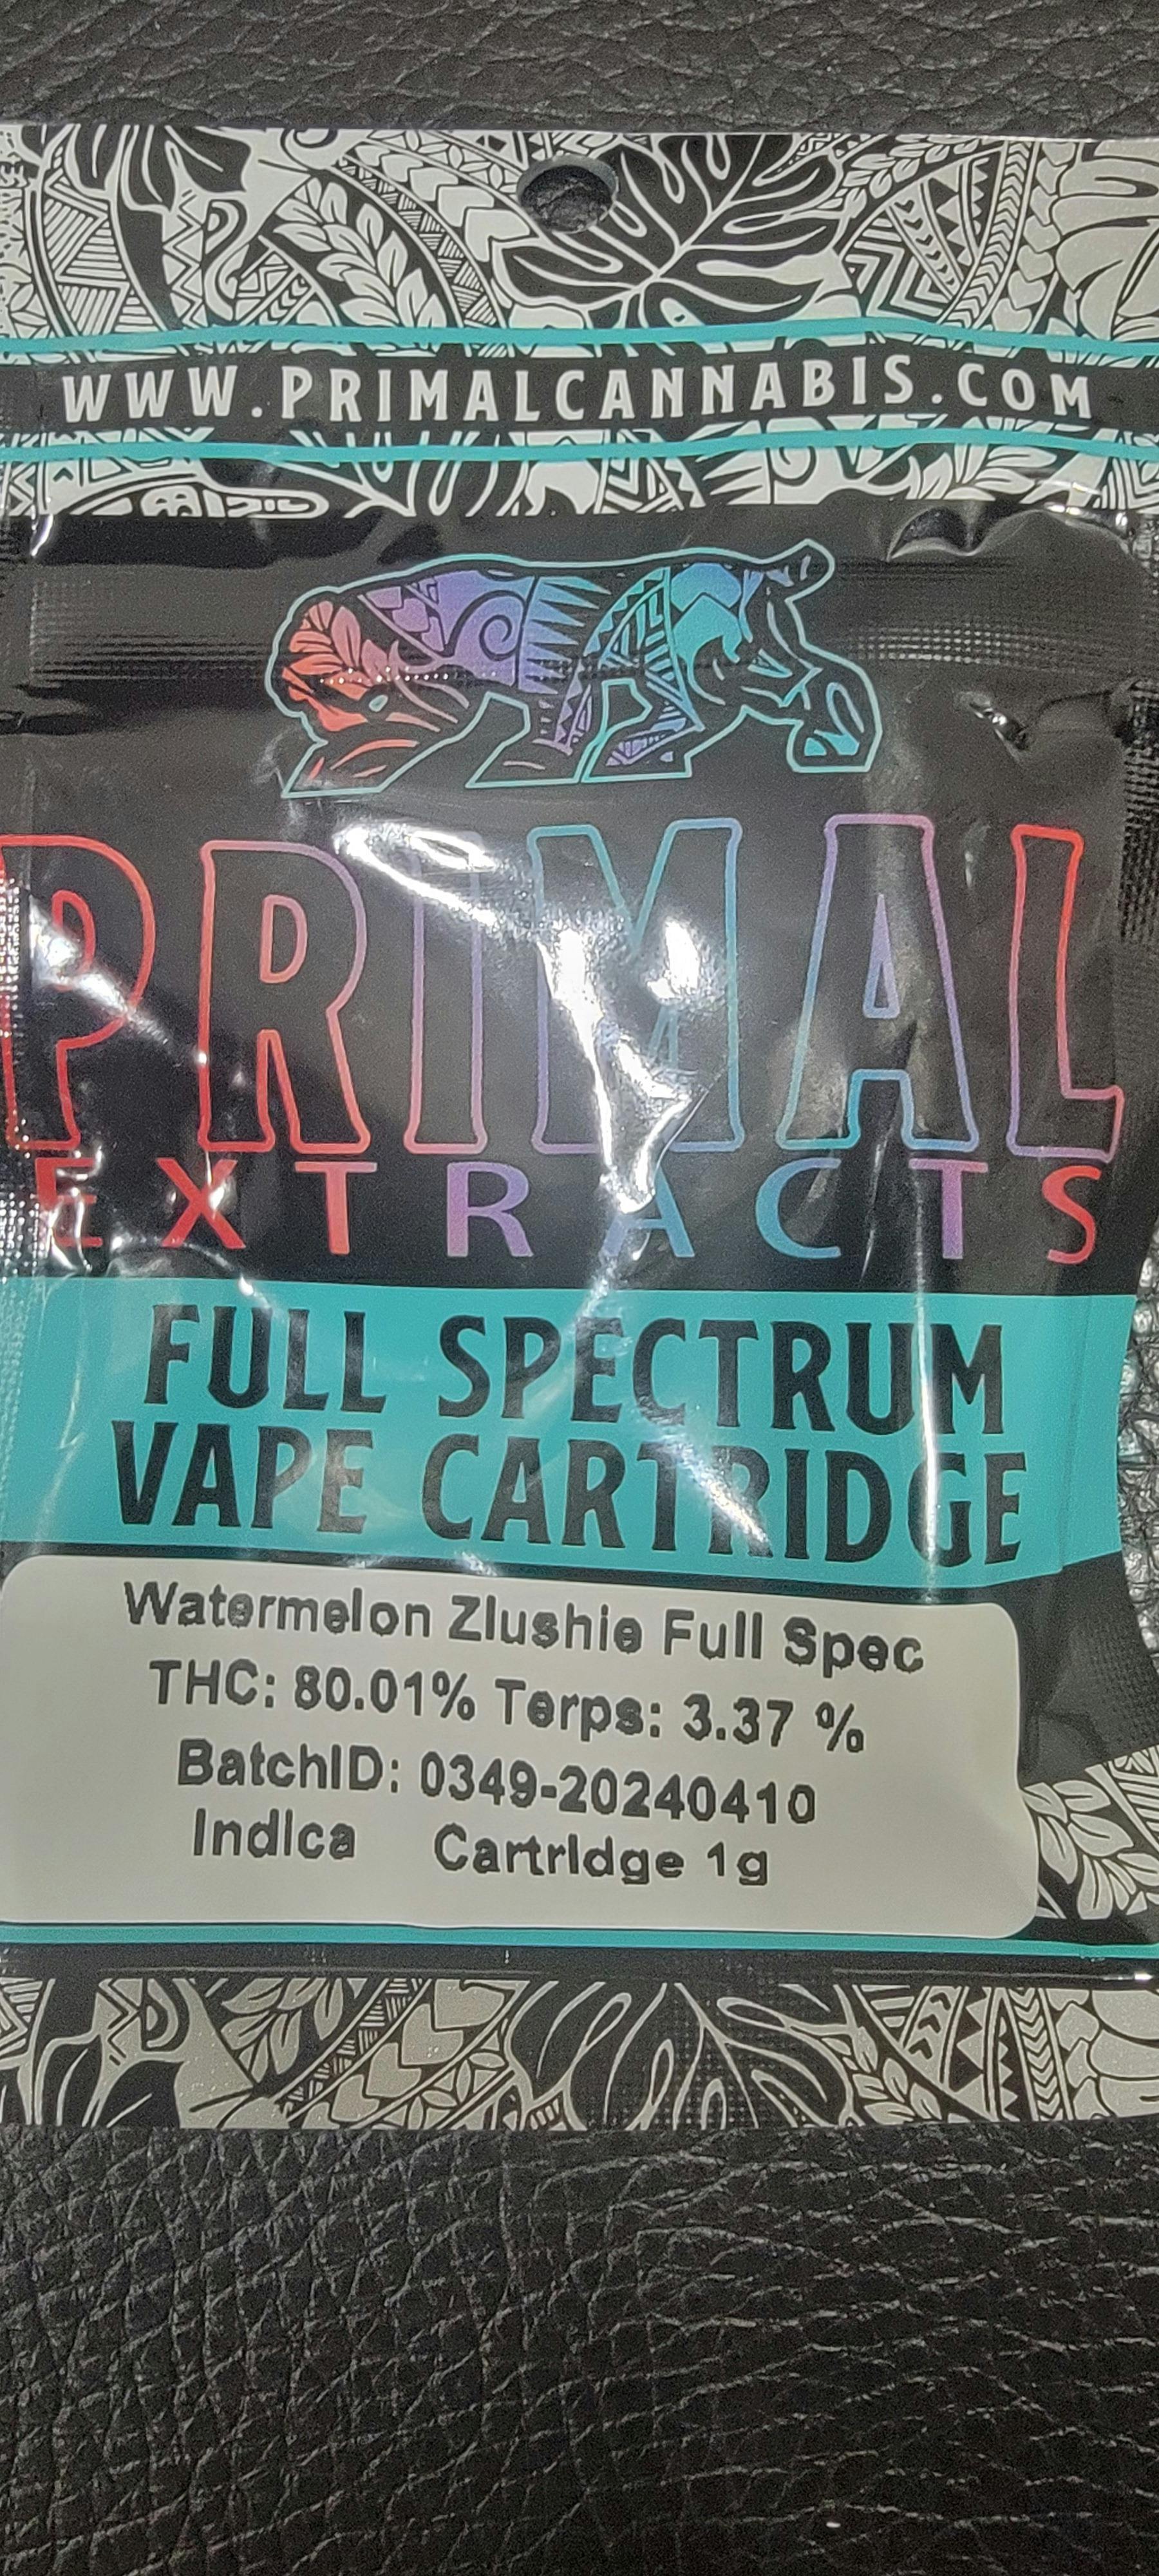 WWW.PRIMALCANNABIS.COM
PRIMAL
EXTRACTS
FULL SPECTRUM
VAPE CARTRIDGE
Watermelon Zlushie Full Spec
THC: 80.01% Terps: 3.37 %
BatchID: 0349-20240410
Indica Cartridge 1g